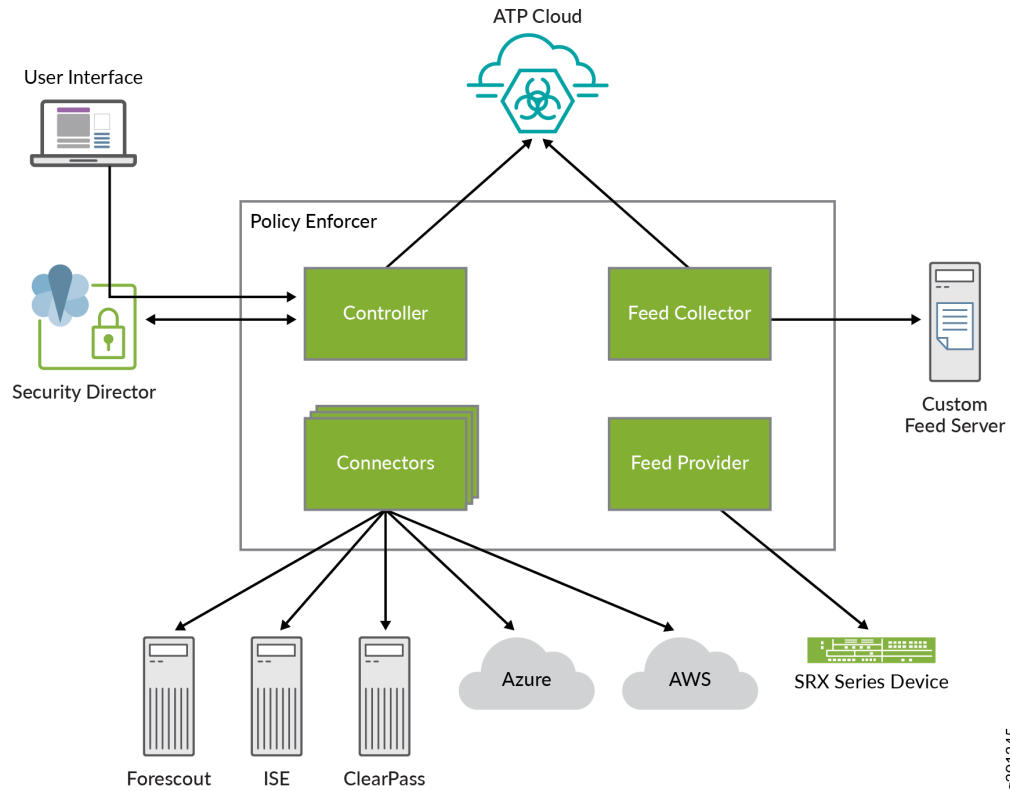 ATP Cloud
User Interface
Policy Enforcer
Controller
Feed Collector
Security Director
Custom
Feed Server
Connectors
Feed Provider
Azure
AWS
SRX Series Device
Forescout
ISE
ClearPass